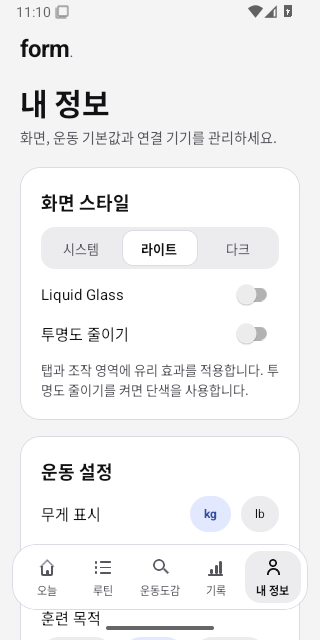 11:10
form.
내 정보
화면, 운동 기본값과 연결 기기를 관리하세요.
화면 스타일
시스템 라이트 다크
Liquid Glass
투명도 줄이기
탭과 조작 영역에 유리 효과를 적용합니다. 투
명도 줄이기를 켜면 단색을 사용합니다.
운동 설정
무게 표시 kg lb
오늘 루틴 운동도감 기록 내 정보
훈련 목적